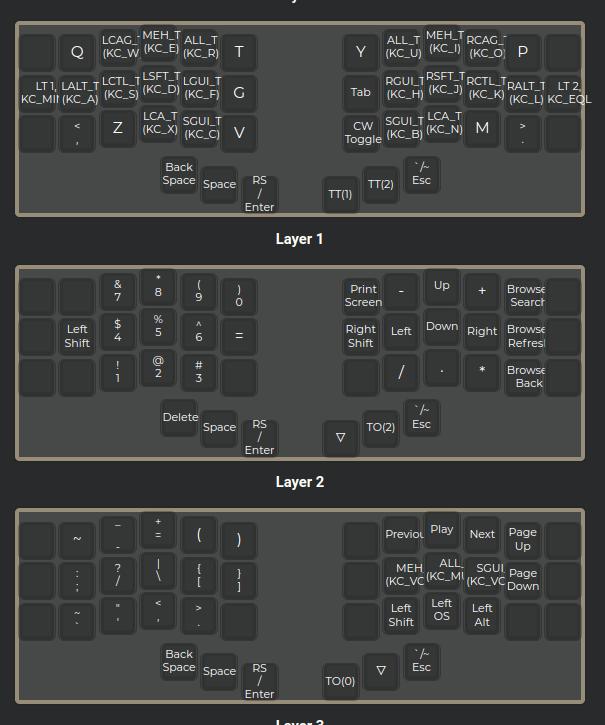 Q
LCAG_T
(KC_W
MEH_T
(KC_E)
ALL_T
(KC_R)
T
Y
ALL_T
(KC_U)
MEH_T
(KC_I)
RCAG_
(KC_O)
P
LT 1,
KC_MI
LALT_T
(KC_A)
LCTL_T
(KC_S)
LSFT_T
(KC_D)
LGUI_T
(KC_F)
G
Tab
RGUI_T
(KC_H)
RSFT_T
(KC_J)
RCTL_T
(KC_K)
RALT_T
(KC_L)
LT 2,
KC_EQL
<
,
Z
LCA_T
(KC_X)
SGUI_T
(KC_C)
V
CW
Toggle
SGUI_T
(KC_B)
LCA_T
(KC_N)
M
>
.
Back
Space
Space
RS
/
Enter
TT(1)
TT(2)
`/~
Esc
Layer 1
&
7
*
8
(
9
)
0
Print
Screen
-
Up
+
Browse
Search
Left
Shift
$
4
%
5
^
6
=
Right
Shift
Left
Down
Right
Browse
Refres
!
1
@
2
#
3
/
.
*
Browse
Back
Delete
Space
RS
/
Enter
▽
TO(2)
`/~
Esc
Layer 2
~
_
-
+
=
(
)
Previou
Play
Next
Page
Up
:
;
?
/
|
\
{
[
}
]
MEH
(KC_VO
ALL_
(KC_MU
SGUI
(KC_VO
Page
Down
~
`
"
'
<
,
>
.
Left
Shift
Left
OS
Left
Alt
Back
Space
Space
RS
/
Enter
TO(0)
▽
`/~
Esc